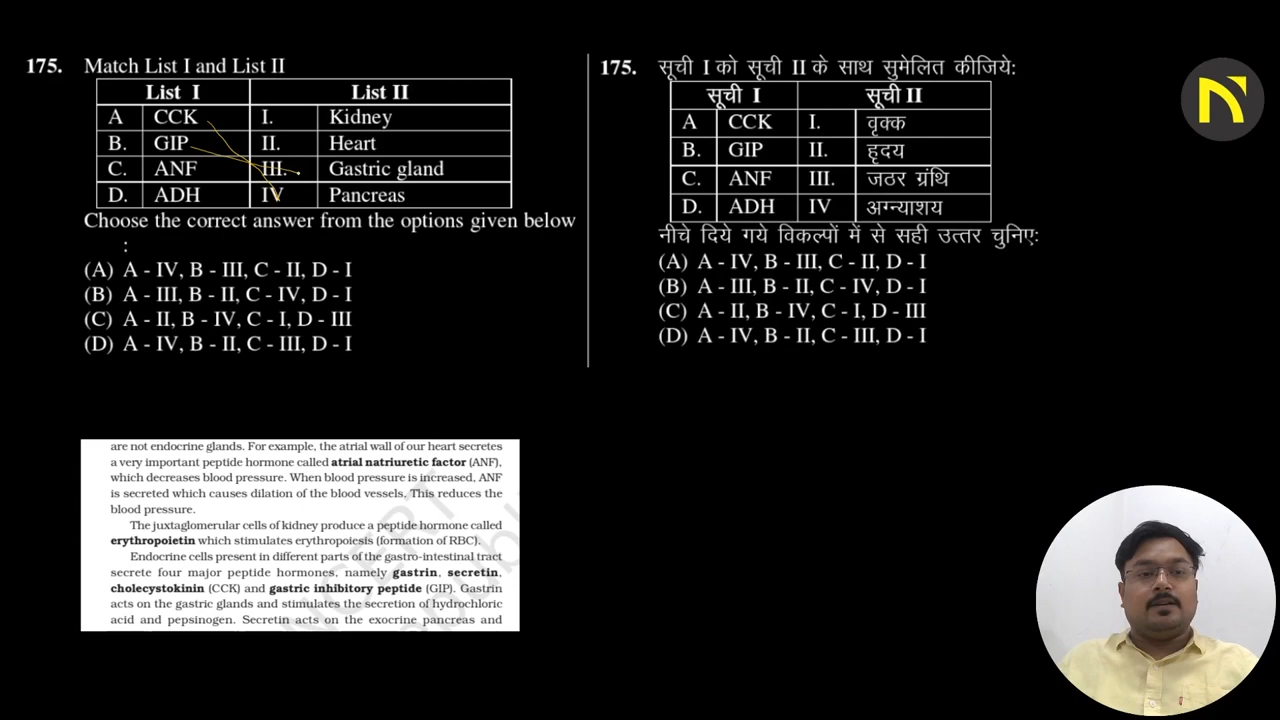 175. Match List I and List II
List I List II
A CCK I. Kidney
B. GIP II. Heart
C. ANF III. Gastric gland
D. ADH IV Pancreas
Choose the correct answer from the options given below
:
(A) A - IV, B - III, C - II, D - I
(B) A - III, B - II, C - IV, D - I
(C) A - II, B - IV, C - I, D - III
(D) A - IV, B - II, C - III, D - I
175. सूची I को सूची II के साथ सुमेलित कीजिये:
सूची I सूची II
A CCK I. वृक्क
B. GIP II. हृदय
C. ANF III. जठर ग्रंथि
D. ADH IV अग्न्याशय
नीचे दिये गये विकल्पों में से सही उत्तर चुनिए:
(A) A - IV, B - III, C - II, D - I
(B) A - III, B - II, C - IV, D - I
(C) A - II, B - IV, C - I, D - III
(D) A - IV, B - II, C - III, D - I
are not endocrine glands. For example, the atrial wall of our heart secretes
a very important peptide hormone called atrial natriuretic factor (ANF),
which decreases blood pressure. When blood pressure is increased, ANF
is secreted which causes dilation of the blood vessels. This reduces the
blood pressure.
The juxtaglomerular cells of kidney produce a peptide hormone called
erythropoietin which stimulates erythropoiesis (formation of RBC).
Endocrine cells present in different parts of the gastro-intestinal tract
secrete four major peptide hormones, namely gastrin, secretin,
cholecystokinin (CCK) and gastric inhibitory peptide (GIP). Gastrin
acts on the gastric glands and stimulates the secretion of hydrochloric
acid and pepsinogen. Secretin acts on the exocrine pancreas and